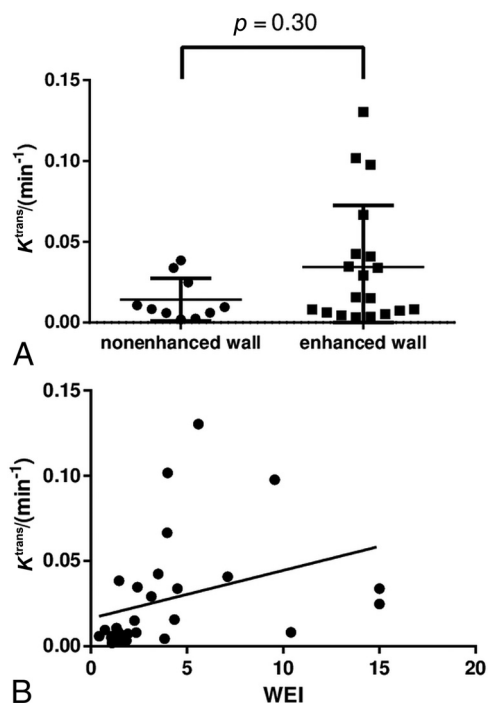 p = 0.30
0.15
0.10
0.05
0.00
Ktrans/(min-1)
nonenhanced wall enhanced wall
A
0.15
0.10
0.05
0.00
Ktrans/(min-1)
0 5 10 15 20
WEI
B